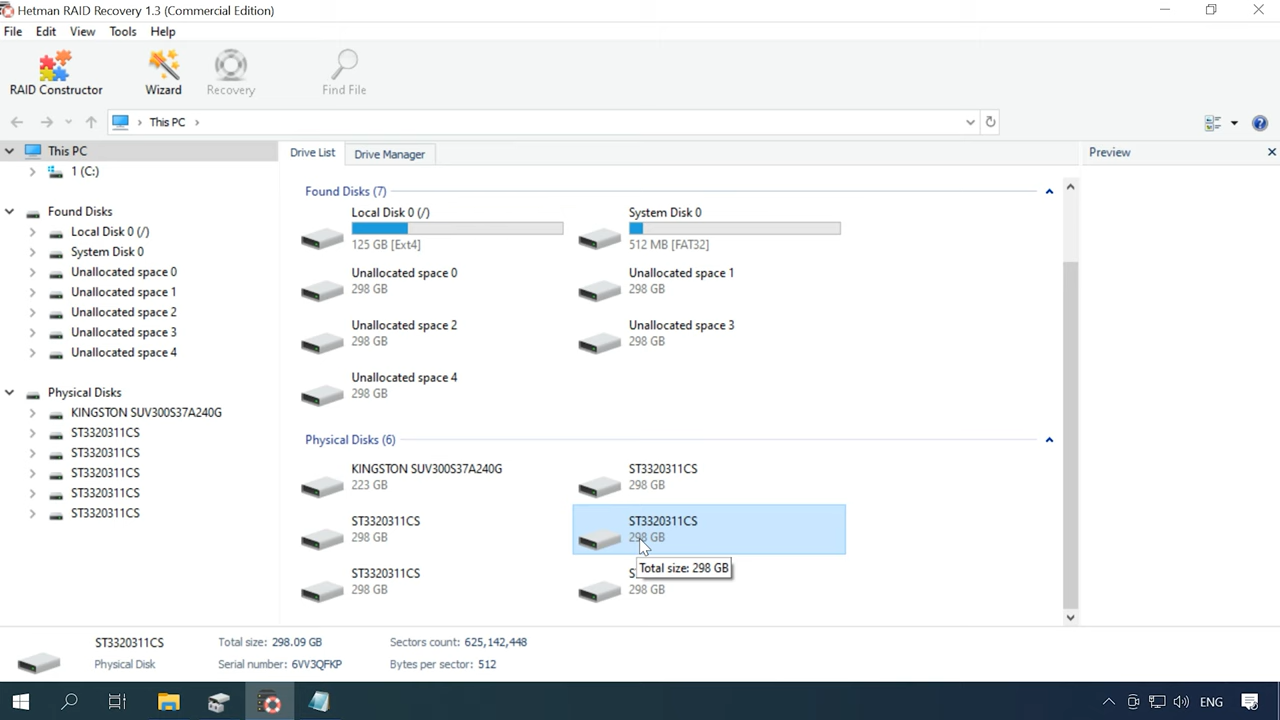 Hetman RAID Recovery 1.3 (Commercial Edition)
File Edit View Tools Help
RAID Constructor Wizard Recovery Find File
This PC
Drive List Drive Manager Preview
This PC
1 (C:)
Found Disks
Local Disk 0 (/)
System Disk 0
Unallocated space 0
Unallocated space 1
Unallocated space 2
Unallocated space 3
Unallocated space 4
Physical Disks
KINGSTON SUV300S37A240G
ST3320311CS
ST3320311CS
ST3320311CS
ST3320311CS
ST3320311CS
Found Disks (7)
Local Disk 0 (/) System Disk 0
125 GB [Ext4] 512 MB [FAT32]
Unallocated space 0 Unallocated space 1
298 GB 298 GB
Unallocated space 2 Unallocated space 3
298 GB 298 GB
Unallocated space 4
298 GB
Physical Disks (6)
KINGSTON SUV300S37A240G ST3320311CS
223 GB 298 GB
ST3320311CS ST3320311CS
298 GB 298 GB
Total size: 298 GB
ST3320311CS
298 GB 298 GB
ST3320311CS Total size: 298.09 GB Sectors count: 625,142,448
Physical Disk Serial number: 6VV3QFKP Bytes per sector: 512
ENG